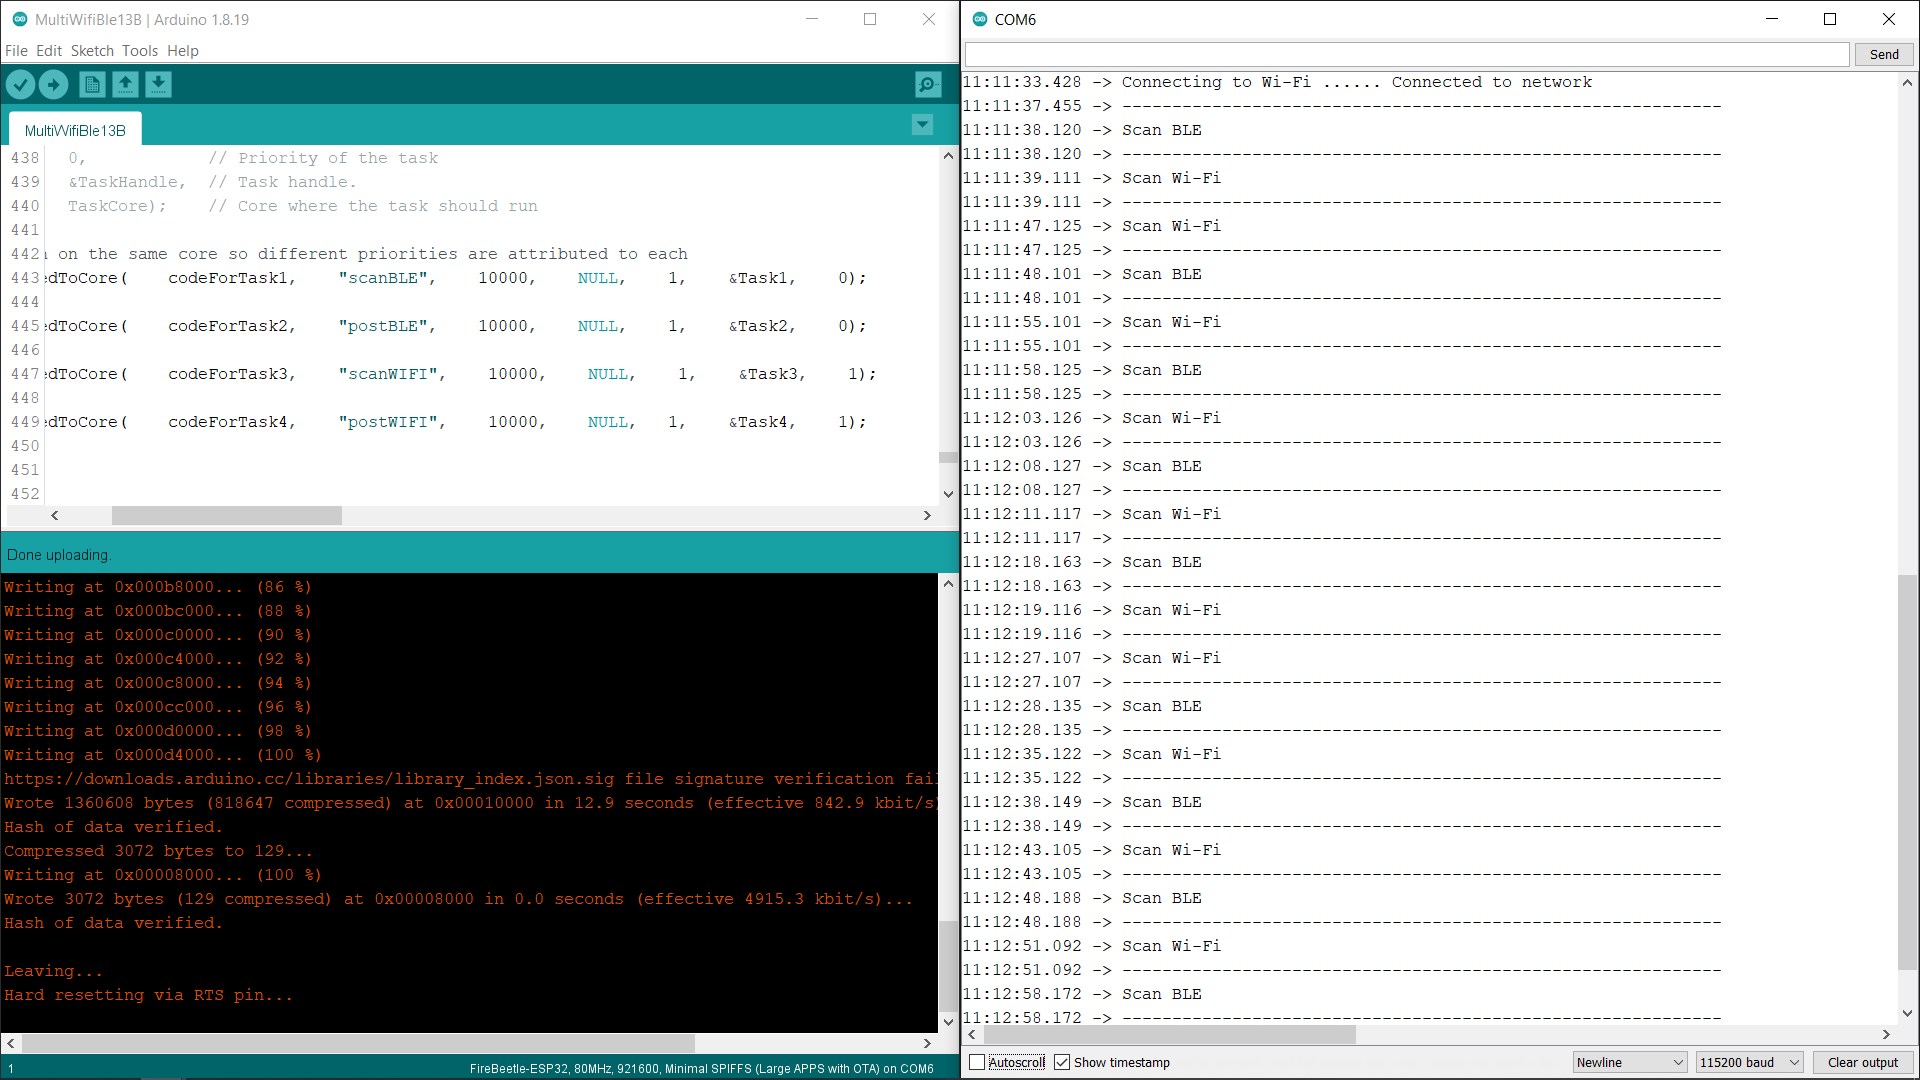 MultiWifiBle13B | Arduino 1.8.19
File Edit Sketch Tools Help
MultiWifiBle13B
438 0, // Priority of the task
439 &TaskHandle, // Task handle.
440 TaskCore); // Core where the task should run
441
442 on the same core so different priorities are attributed to each
443 edToCore( codeForTask1, "scanBLE", 10000, NULL, 1, &Task1, 0);
444
445 edToCore( codeForTask2, "postBLE", 10000, NULL, 1, &Task2, 0);
446
447 edToCore( codeForTask3, "scanWIFI", 10000, NULL, 1, &Task3, 1);
448
449 edToCore( codeForTask4, "postWIFI", 10000, NULL, 1, &Task4, 1);
450
451
452
Done uploading.
Writing at 0x000b8000... (86 %)
Writing at 0x000bc000... (88 %)
Writing at 0x000c0000... (90 %)
Writing at 0x000c4000... (92 %)
Writing at 0x000c8000... (94 %)
Writing at 0x000cc000... (96 %)
Writing at 0x000d0000... (98 %)
Writing at 0x000d4000... (100 %)
https://downloads.arduino.cc/libraries/library_index.json.sig file signature verification fail
Wrote 1360608 bytes (818647 compressed) at 0x00010000 in 12.9 seconds (effective 842.9 kbit/s)
Hash of data verified.
Compressed 3072 bytes to 129...
Writing at 0x00008000... (100 %)
Wrote 3072 bytes (129 compressed) at 0x00008000 in 0.0 seconds (effective 4915.3 kbit/s)...
Hash of data verified.
Leaving...
Hard resetting via RTS pin...
1 FireBeetle-ESP32, 80MHz, 921600, Minimal SPIFFS (Large APPS with OTA) on COM6
COM6
Send
11:11:33.428 -> Connecting to Wi-Fi ...... Connected to network
11:11:37.455 -> ------------------------------------------------------------
11:11:38.120 -> Scan BLE
11:11:38.120 -> ------------------------------------------------------------
11:11:39.111 -> Scan Wi-Fi
11:11:39.111 -> ------------------------------------------------------------
11:11:47.125 -> Scan Wi-Fi
11:11:47.125 -> ------------------------------------------------------------
11:11:48.101 -> Scan BLE
11:11:48.101 -> ------------------------------------------------------------
11:11:55.101 -> Scan Wi-Fi
11:11:55.101 -> ------------------------------------------------------------
11:11:58.125 -> Scan BLE
11:11:58.125 -> ------------------------------------------------------------
11:12:03.126 -> Scan Wi-Fi
11:12:03.126 -> ------------------------------------------------------------
11:12:08.127 -> Scan BLE
11:12:08.127 -> ------------------------------------------------------------
11:12:11.117 -> Scan Wi-Fi
11:12:11.117 -> ------------------------------------------------------------
11:12:18.163 -> Scan BLE
11:12:18.163 -> ------------------------------------------------------------
11:12:19.116 -> Scan Wi-Fi
11:12:19.116 -> ------------------------------------------------------------
11:12:27.107 -> Scan Wi-Fi
11:12:27.107 -> ------------------------------------------------------------
11:12:28.135 -> Scan BLE
11:12:28.135 -> ------------------------------------------------------------
11:12:35.122 -> Scan Wi-Fi
11:12:35.122 -> ------------------------------------------------------------
11:12:38.149 -> Scan BLE
11:12:38.149 -> ------------------------------------------------------------
11:12:43.105 -> Scan Wi-Fi
11:12:43.105 -> ------------------------------------------------------------
11:12:48.188 -> Scan BLE
11:12:48.188 -> ------------------------------------------------------------
11:12:51.092 -> Scan Wi-Fi
11:12:51.092 -> ------------------------------------------------------------
11:12:58.172 -> Scan BLE
11:12:58.172 -> ------------------------------------------------------------
Autoscroll Show timestamp Newline 115200 baud Clear output